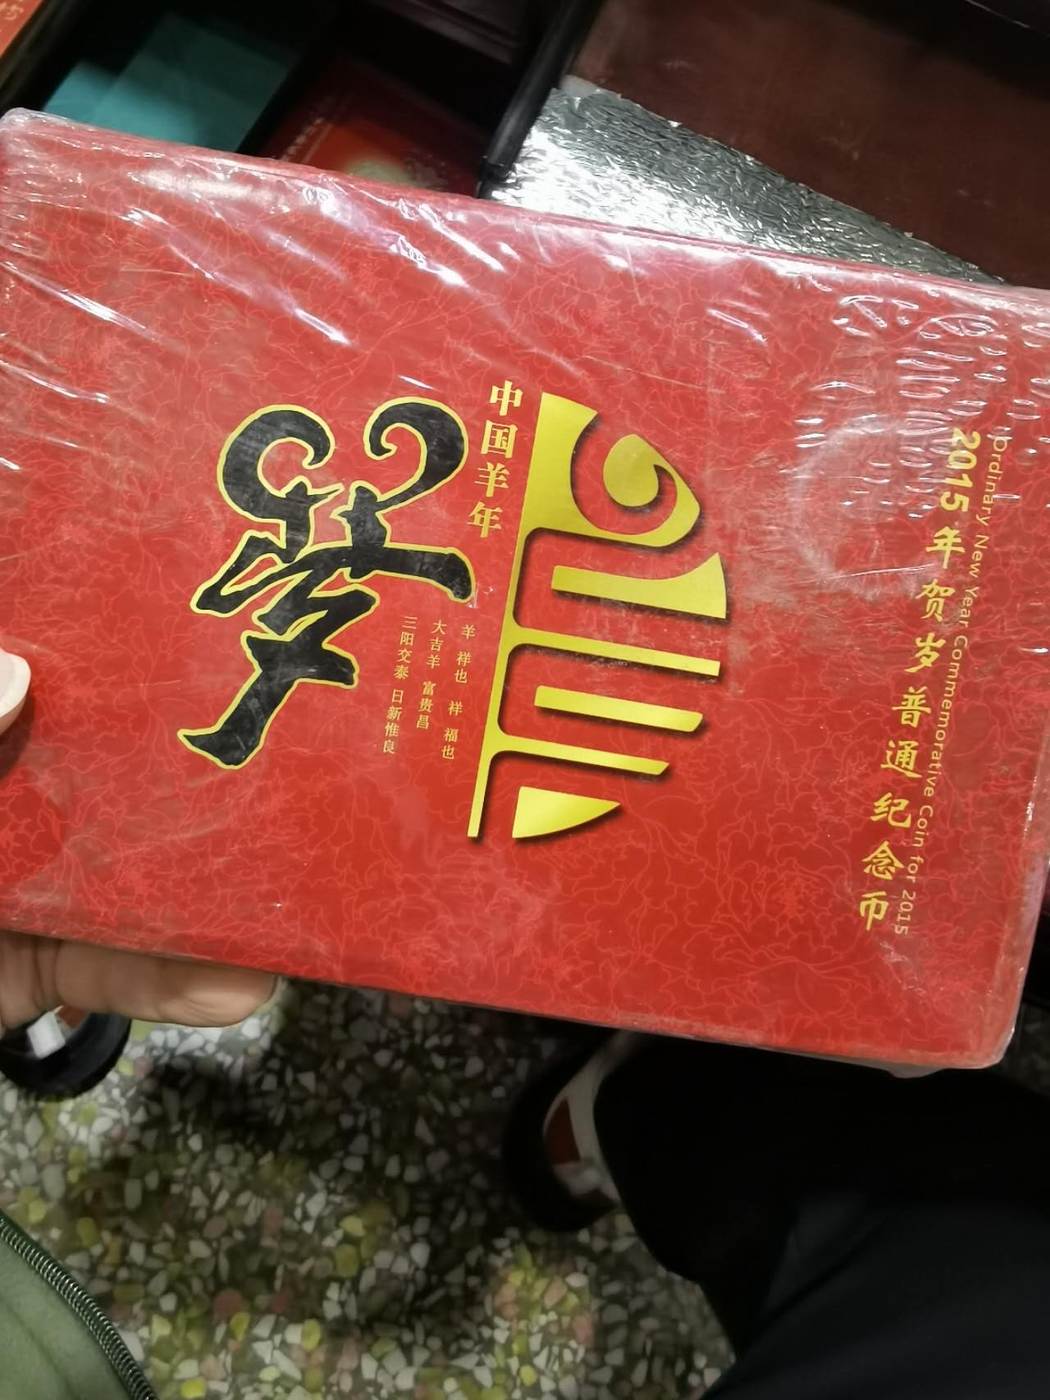 2015年贺岁普通纪念币
Ordinary New Year Commemorative Coin for 2015
中国羊年
羊 祥也 祥 福也
大吉羊 富贵昌
三阳交泰 日新惟良